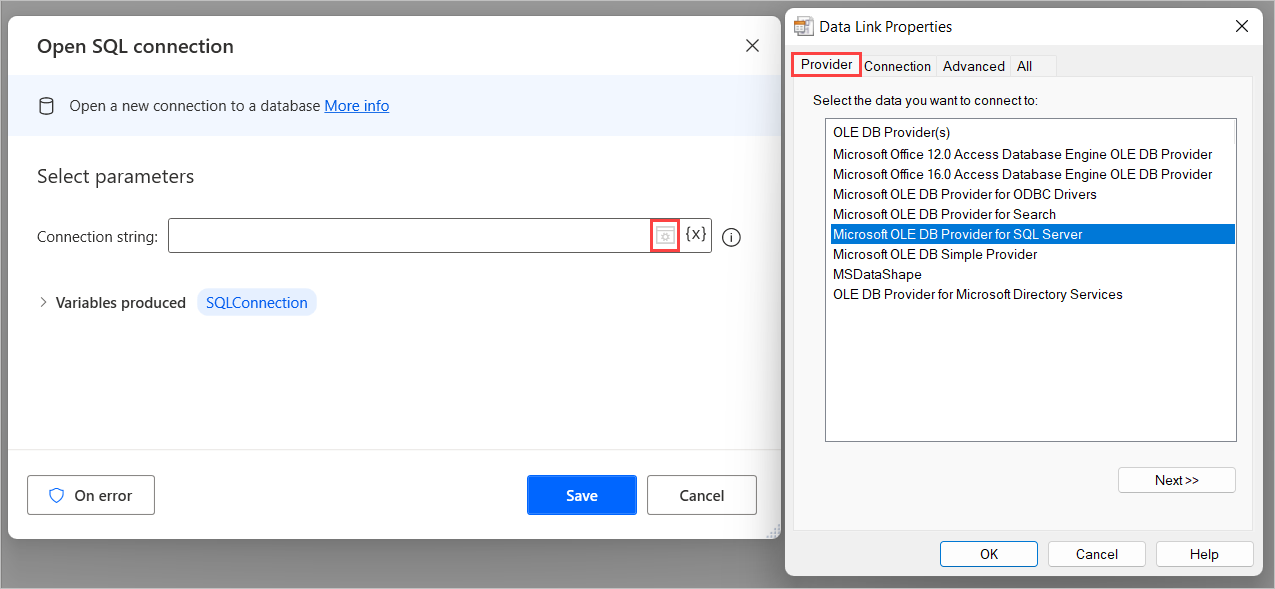 Open SQL connection
Open a new connection to a database More info
Select parameters
Connection string:
{x}
Variables produced SQLConnection
On error
Save
Cancel
Data Link Properties
Provider Connection Advanced All
Select the data you want to connect to:
OLE DB Provider(s)
Microsoft Office 12.0 Access Database Engine OLE DB Provider
Microsoft Office 16.0 Access Database Engine OLE DB Provider
Microsoft OLE DB Provider for ODBC Drivers
Microsoft OLE DB Provider for Search
Microsoft OLE DB Provider for SQL Server
Microsoft OLE DB Simple Provider
MSDataShape
OLE DB Provider for Microsoft Directory Services
Next >>
OK
Cancel
Help